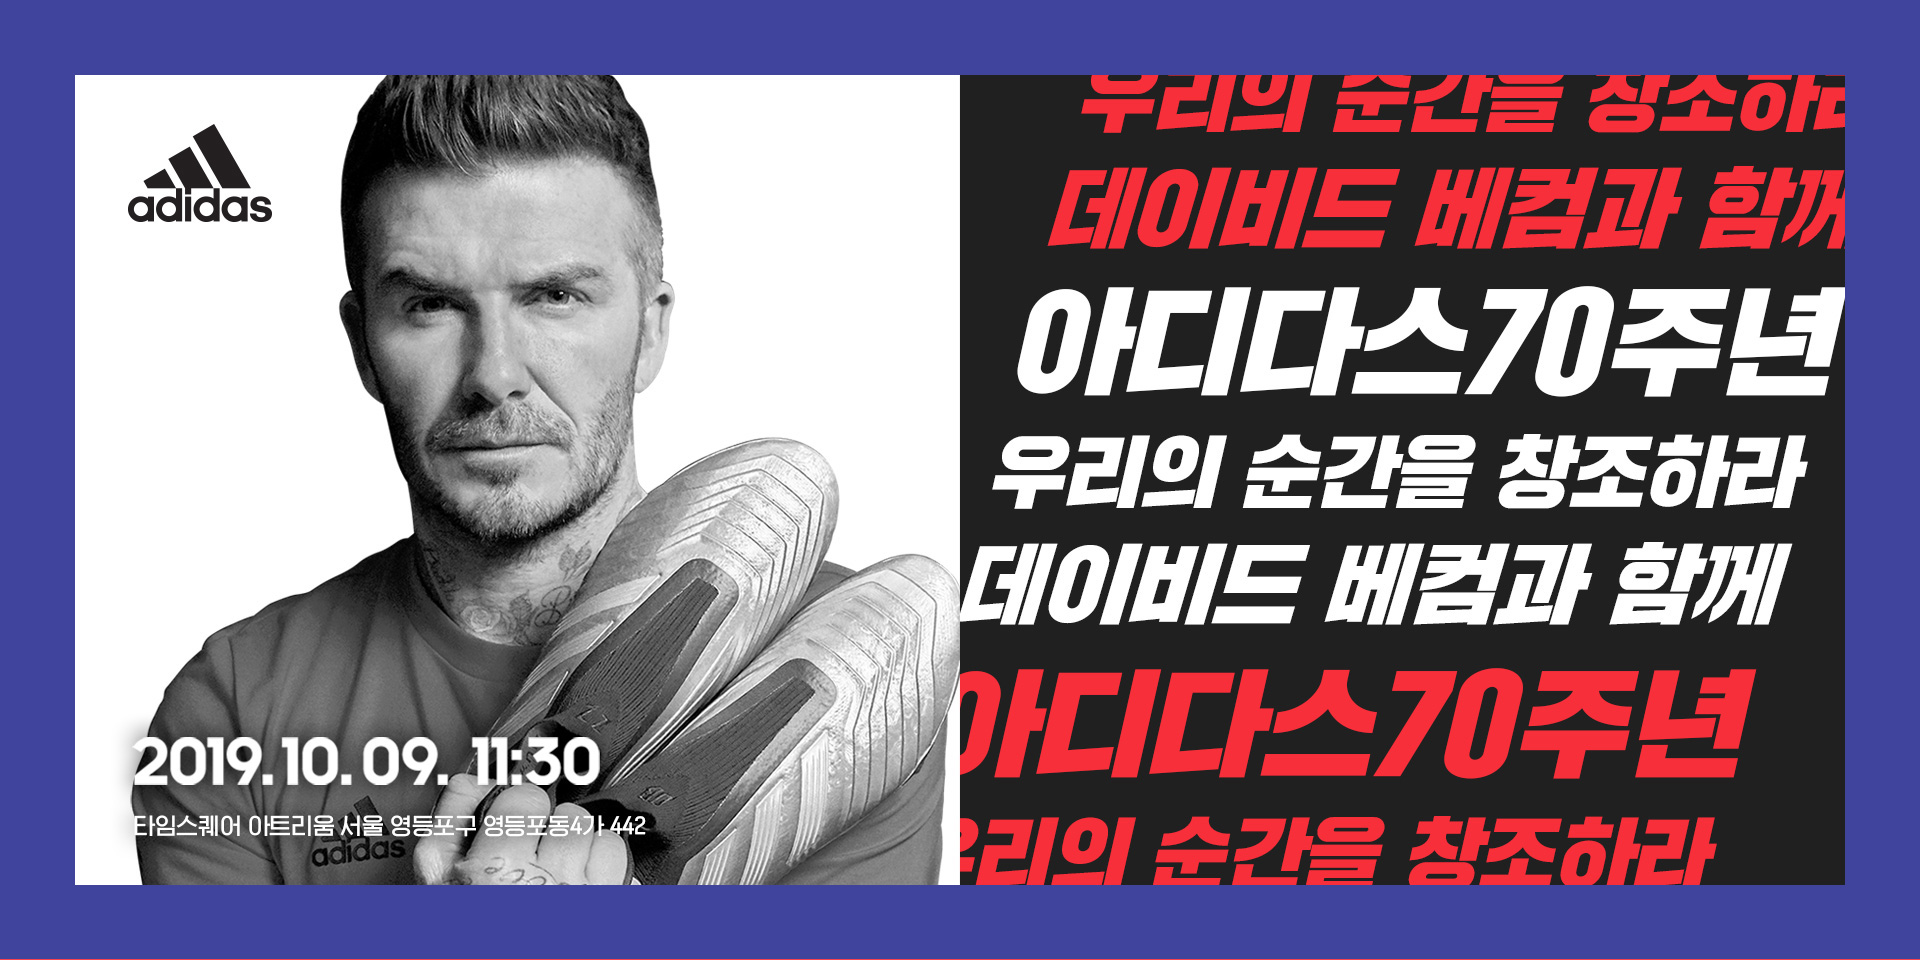 adidas
2019.10.09. 11:30
타임스퀘어 아트리움 서울 영등포구 영등포동4가 442
adidas
우리의 순간을 창조하라
데이비드 베컴과 함께
아디다스70주년
우리의 순간을 창조하라
데이비드 베컴과 함께
아디다스70주년
우리의 순간을 창조하라